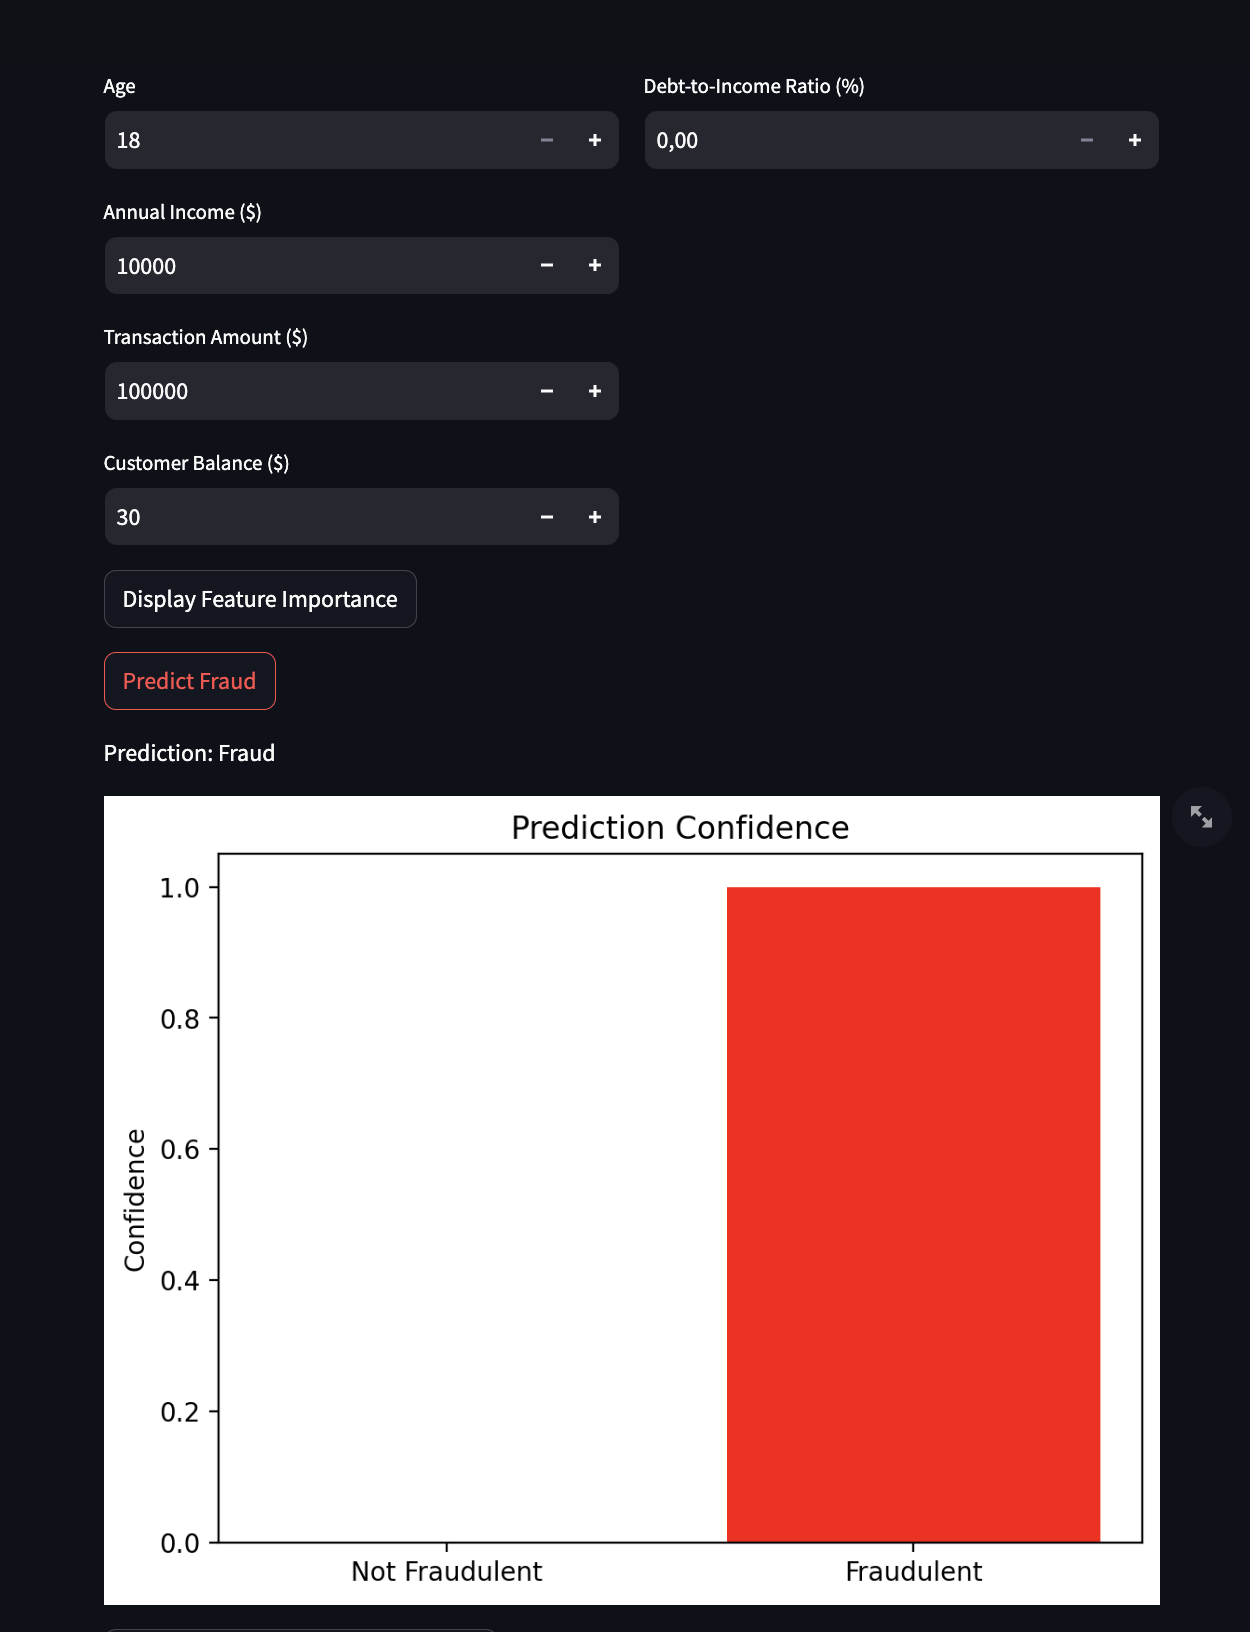 Age
18
Debt-to-Income Ratio (%)
0,00
Annual Income ($)
10000
Transaction Amount ($)
100000
Customer Balance ($)
30
Display Feature Importance
Predict Fraud
Prediction: Fraud
Prediction Confidence
1.0
0.8
0.6
0.4
0.2
0.0
Confidence
Not Fraudulent
Fraudulent